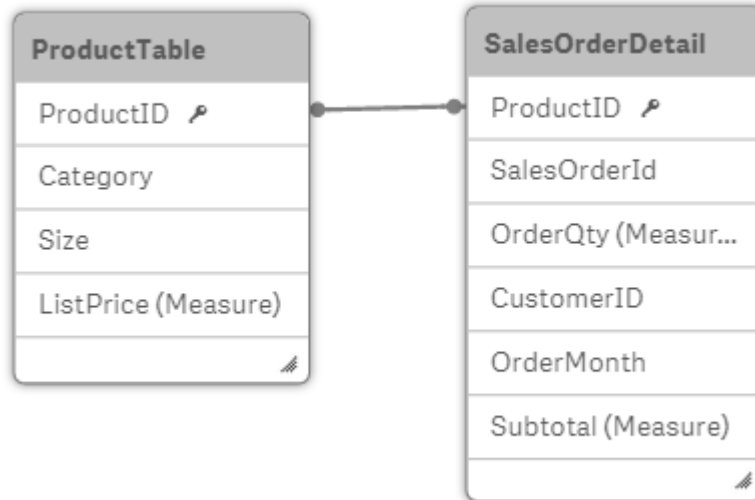 ProductTable
ProductID
Category
Size
ListPrice (Measure)
SalesOrderDetail
ProductID
SalesOrderId
OrderQty (Measur...
CustomerID
OrderMonth
Subtotal (Measure)